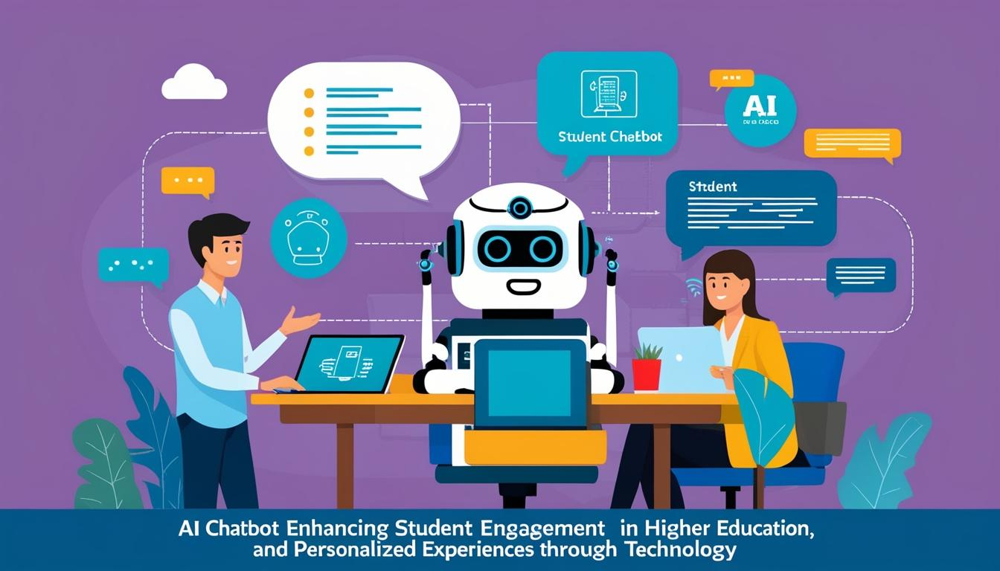 Student Chatbot
AI
Student
AI Chatbot Enhancing Student Engagement in Higher Education,
and Personalized Experiences through Technology